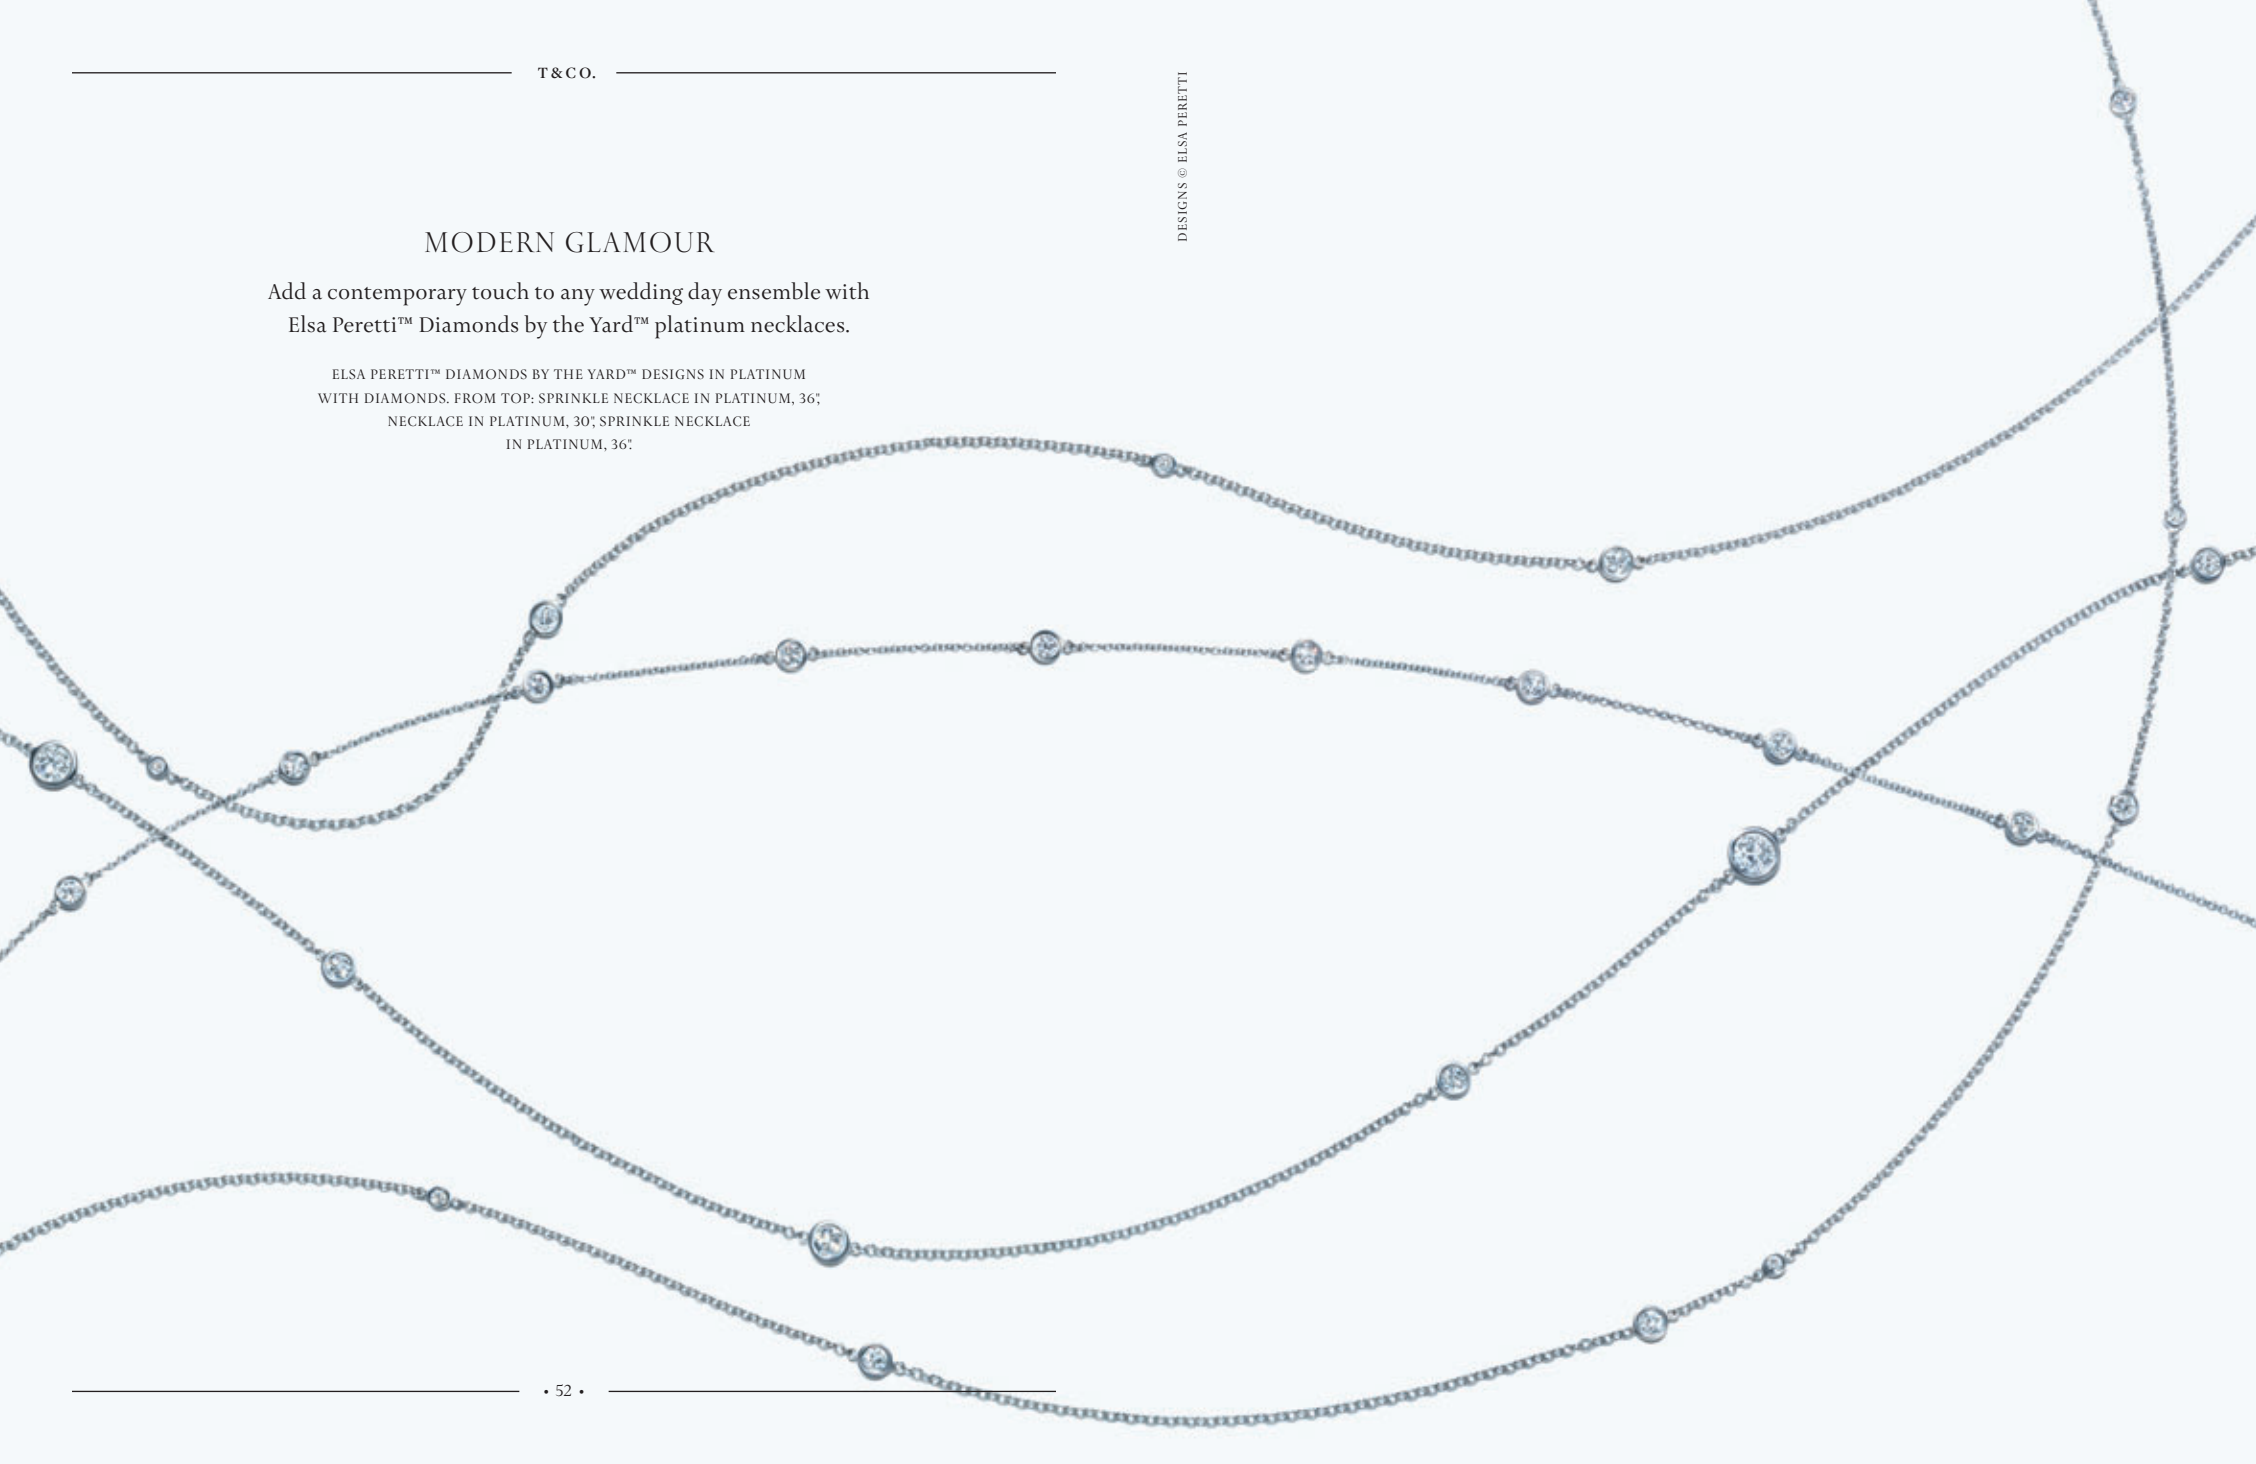 T&CO.
MODERN GLAMOUR
Add a contemporary touch to any wedding day ensemble with
Elsa Peretti™ Diamonds by the Yard™ platinum necklaces.
ELSA PERETTI™ DIAMONDS BY THE YARD™ DESIGNS IN PLATINUM
WITH DIAMONDS. FROM TOP: SPRINKLE NECKLACE IN PLATINUM, 36",
NECKLACE IN PLATINUM, 30"; SPRINKLE NECKLACE
IN PLATINUM, 36".
• 52 •
DESIGNS © ELSA PERETTI